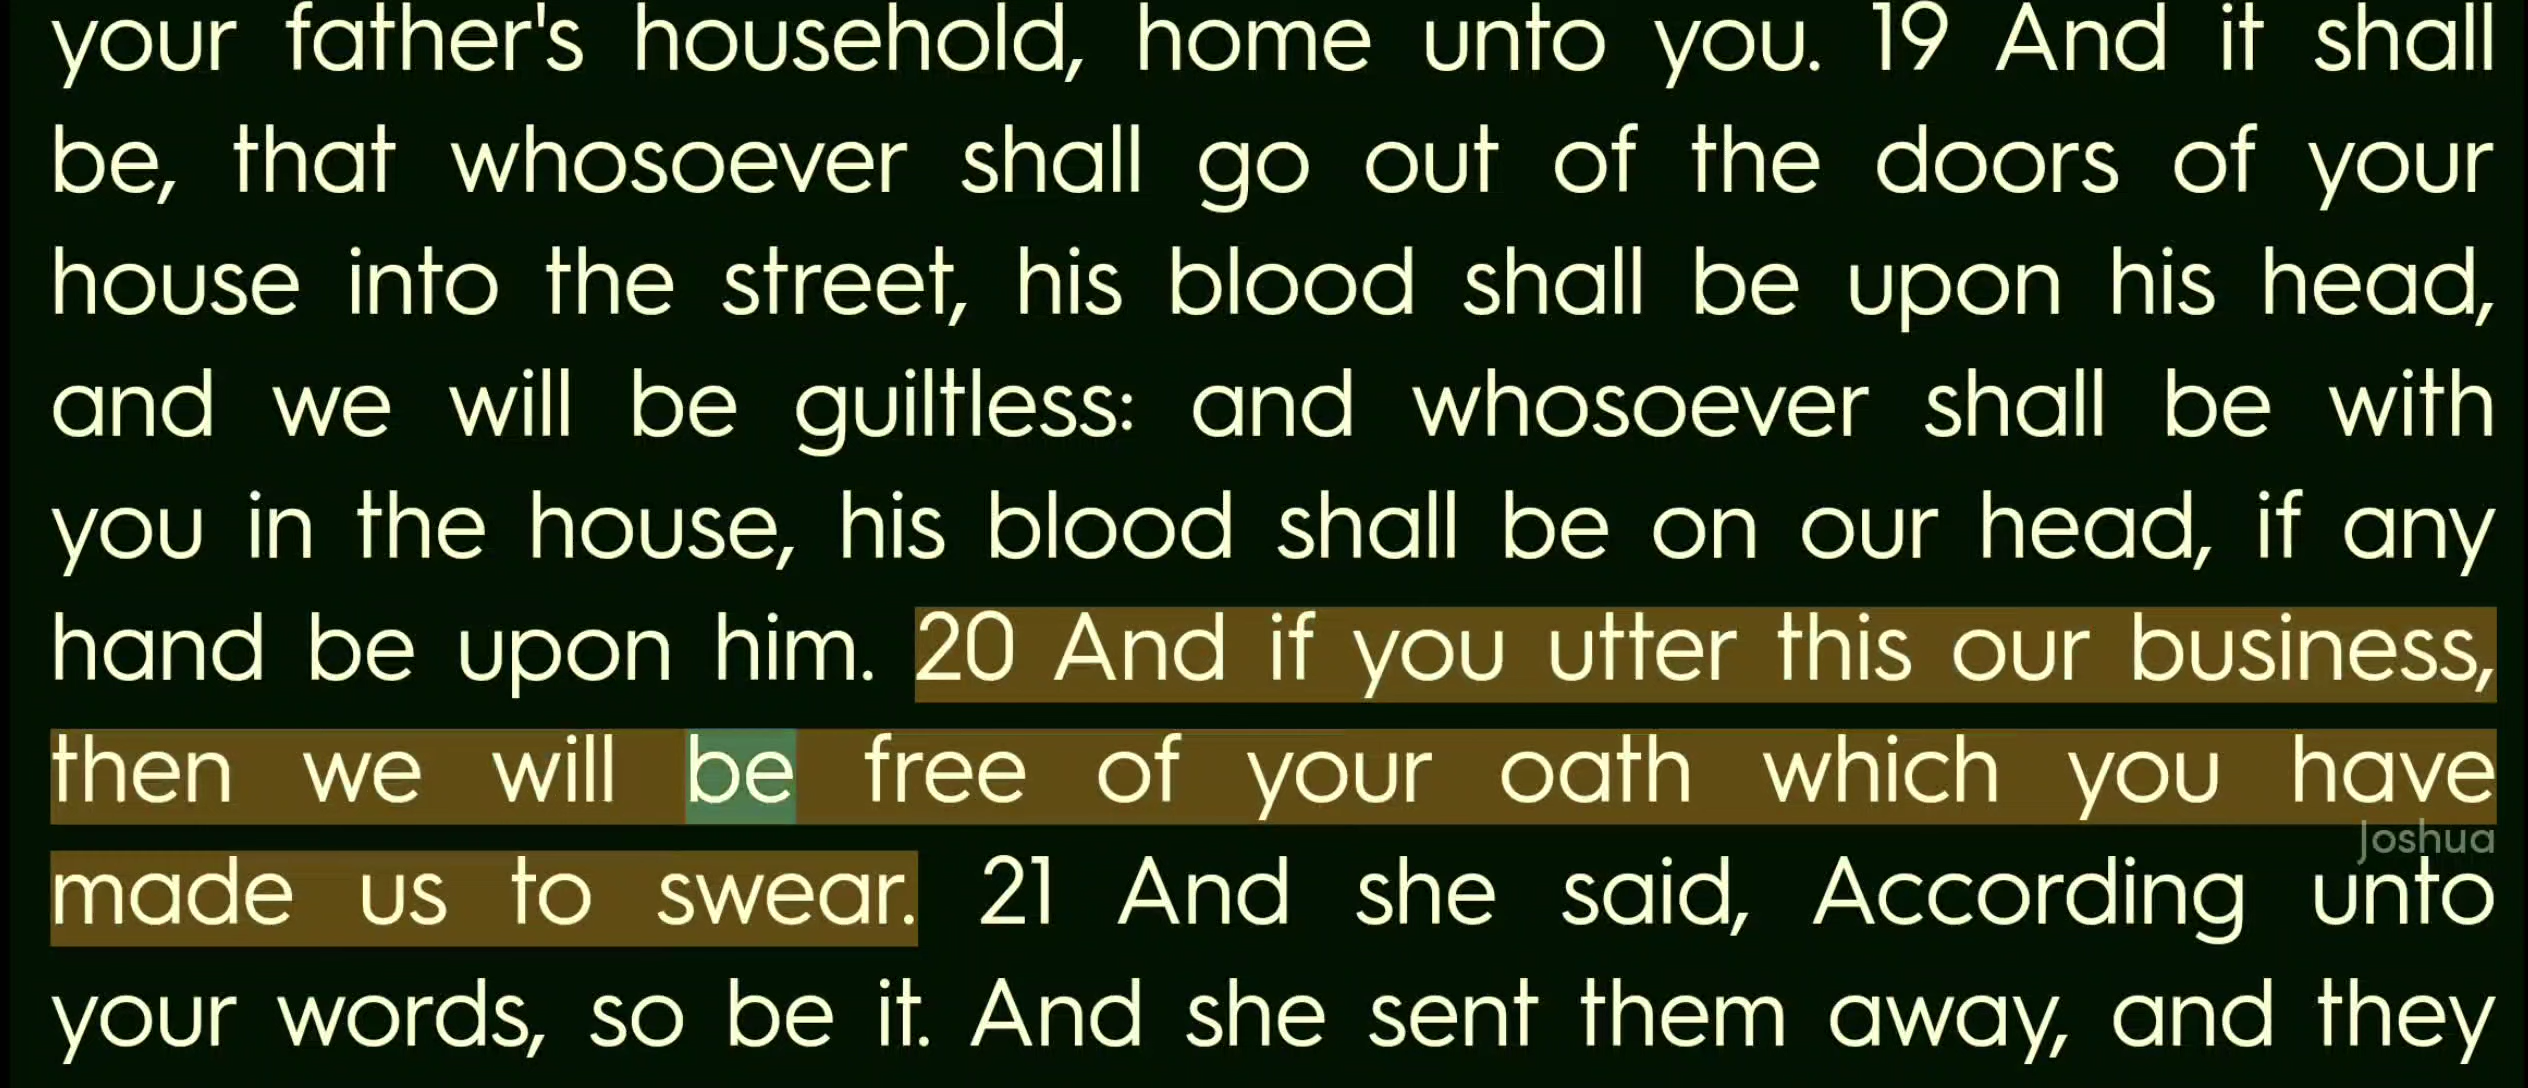 your father's household, home unto you. 19 And it shall
be, that whosoever shall go out of the doors of your
house into the street, his blood shall be upon his head,
and we will be guiltless: and whosoever shall be with
you in the house, his blood shall be on our head, if any
hand be upon him. 20 And if you utter this our business,
then we will be free of your oath which you have
Joshua
made us to swear. 21 And she said, According unto
your words, so be it. And she sent them away, and they